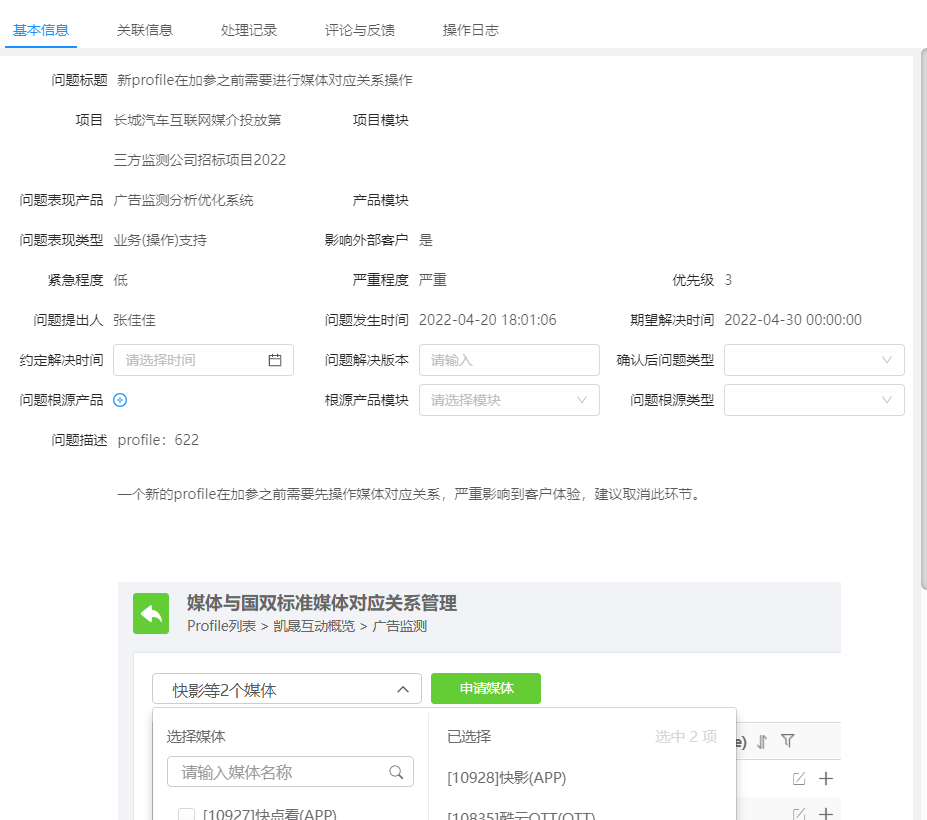 基本信息 关联信息 处理记录 评论与反馈 操作日志
问题标题 新profile在加参之前需要进行媒体对应关系操作
项目 长城汽车互联网媒介投放第 项目模块
三方监测公司招标项目2022
问题表现产品 广告监测分析优化系统 产品模块
问题表现类型 业务(操作)支持 影响外部客户 是
紧急程度 低 严重程度 严重 优先级 3
问题提出人 张佳佳 问题发生时间 2022-04-20 18:01:06 期望解决时间 2022-04-30 00:00:00
约定解决时间 请选择时间 问题解决版本 请输入 确认后问题类型
问题根源产品 根源产品模块 请选择模块 问题根源类型
问题描述 profile：622
一个新的profile在加参之前需要先操作媒体对应关系，严重影响到客户体验，建议取消此环节。
媒体与国双标准媒体对应关系管理
Profile列表 > 凯晟互动概览 > 广告监测
快影等2个媒体 申请媒体
选择媒体 已选择 选中 2 项 e)
请输入媒体名称 [10928]快影(APP)
[10927]快点看(APP) [10835]酷云OTT(OTT)